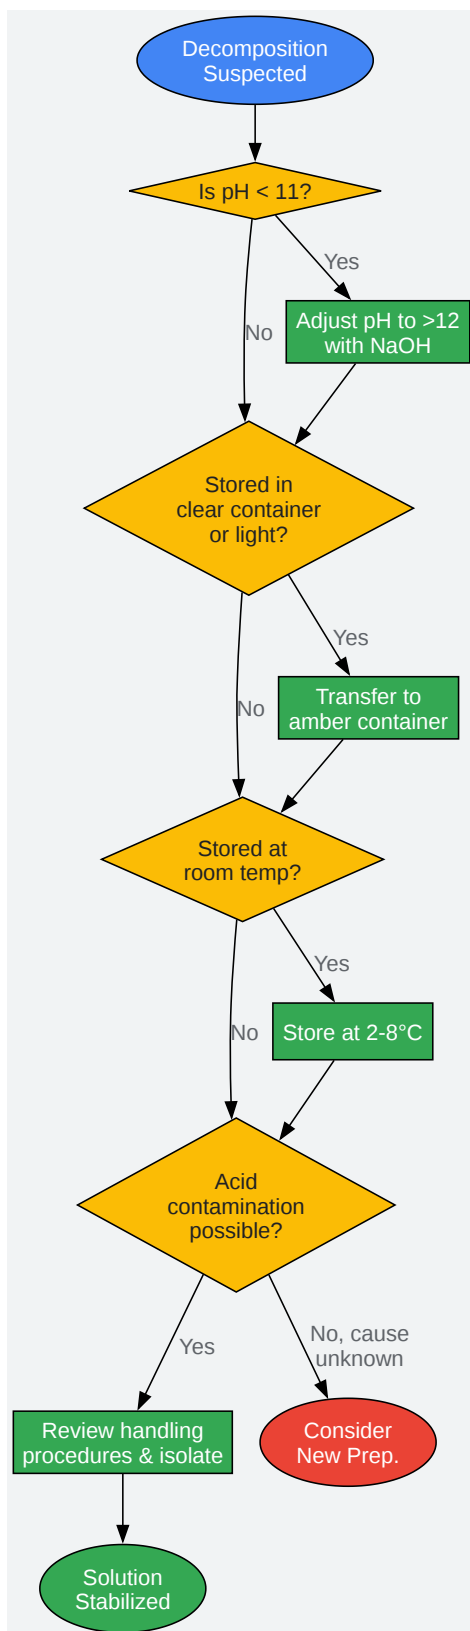 Decomposition
Suspected
Is pH < 11?
Yes
No
Adjust pH to >12
with NaOH
Stored in
clear container
or light?
Yes
No
Transfer to
amber container
Stored at
room temp?
Yes
No
Store at 2-8°C
Acid
contamination
possible?
Yes
No, cause
unknown
Review handling
procedures & isolate
Consider
New Prep.
Solution
Stabilized